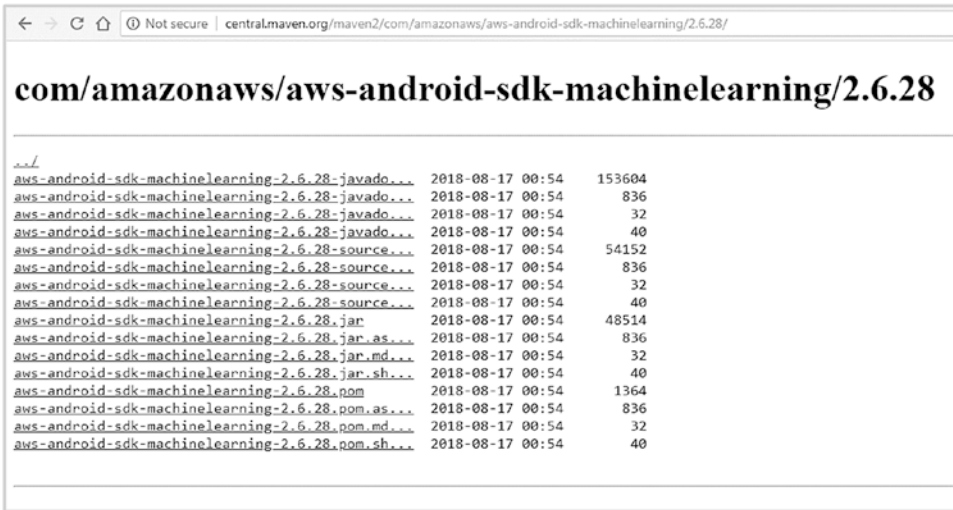 Not secure | central.maven.org/maven2/com/amazonaws/aws-android-sdk-machinelearning/2.6.28/
com/amazonaws/aws-android-sdk-machinelearning/2.6.28
../
aws-android-sdk-machinelearning-2.6.28-javado... 2018-08-17 00:54 153604
aws-android-sdk-machinelearning-2.6.28-javado... 2018-08-17 00:54 836
aws-android-sdk-machinelearning-2.6.28-javado... 2018-08-17 00:54 32
aws-android-sdk-machinelearning-2.6.28-javado... 2018-08-17 00:54 40
aws-android-sdk-machinelearning-2.6.28-source... 2018-08-17 00:54 54152
aws-android-sdk-machinelearning-2.6.28-source... 2018-08-17 00:54 836
aws-android-sdk-machinelearning-2.6.28-source... 2018-08-17 00:54 32
aws-android-sdk-machinelearning-2.6.28-source... 2018-08-17 00:54 40
aws-android-sdk-machinelearning-2.6.28.jar 2018-08-17 00:54 48514
aws-android-sdk-machinelearning-2.6.28.jar.as... 2018-08-17 00:54 836
aws-android-sdk-machinelearning-2.6.28.jar.md... 2018-08-17 00:54 32
aws-android-sdk-machinelearning-2.6.28.jar.sh... 2018-08-17 00:54 40
aws-android-sdk-machinelearning-2.6.28.pom 2018-08-17 00:54 1364
aws-android-sdk-machinelearning-2.6.28.pom.as... 2018-08-17 00:54 836
aws-android-sdk-machinelearning-2.6.28.pom.md... 2018-08-17 00:54 32
aws-android-sdk-machinelearning-2.6.28.pom.sh... 2018-08-17 00:54 40